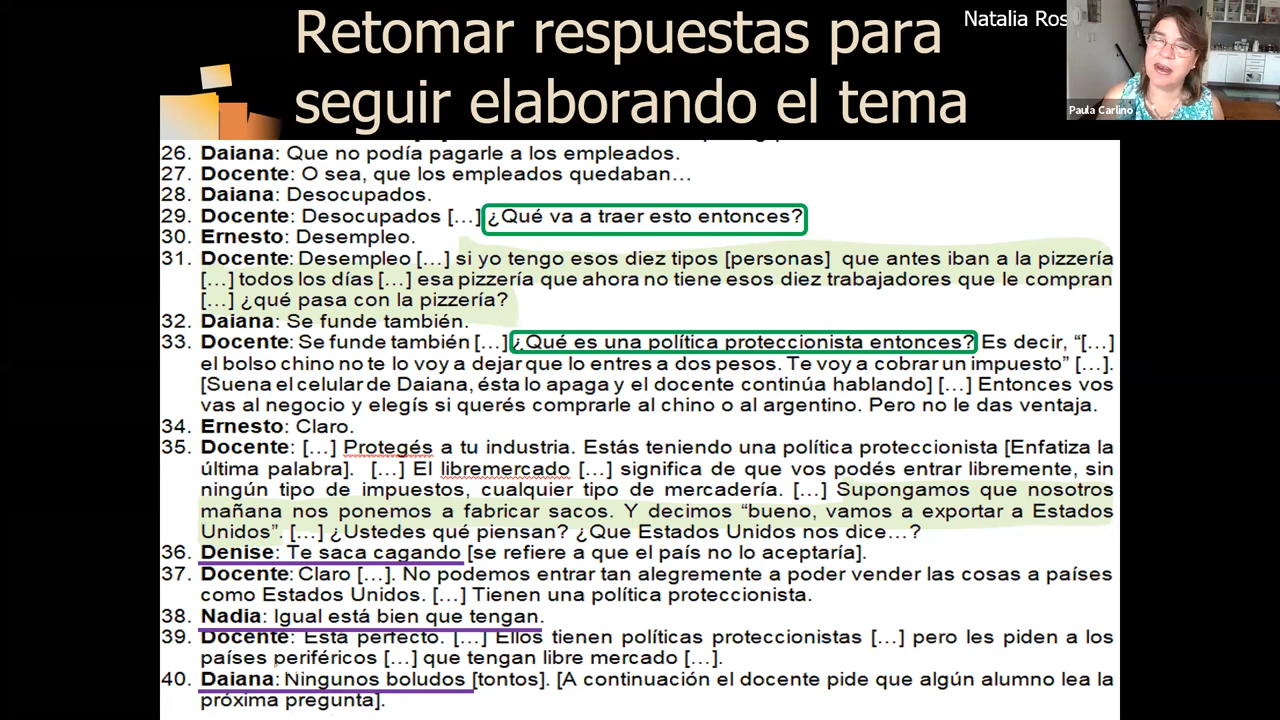 Retomar respuestas para
seguir elaborando el tema
Natalia Ros
Paula Carlino
26. Daiana: Que no podía pagarle a los empleados.
27. Docente: O sea, que los empleados quedaban…
28. Daiana: Desocupados.
29. Docente: Desocupados […] ¿Qué va a traer esto entonces?
30. Ernesto: Desempleo.
31. Docente: Desempleo […] si yo tengo esos diez tipos [personas] que antes iban a la pizzería
[…] todos los días […] esa pizzería que ahora no tiene esos diez trabajadores que le compran
[…] ¿qué pasa con la pizzería?
32. Daiana: Se funde también.
33. Docente: Se funde también […] ¿Qué es una política proteccionista entonces? Es decir, “[…]
el bolso chino no te lo voy a dejar que lo entres a dos pesos. Te voy a cobrar un impuesto” […].
[Suena el celular de Daiana, ésta lo apaga y el docente continúa hablando] […] Entonces vos
vas al negocio y elegís si querés comprarle al chino o al argentino. Pero no le das ventaja.
34. Ernesto: Claro.
35. Docente: […] Protegés a tu industria. Estás teniendo una política proteccionista [Enfatiza la
última palabra]. […] El libremercado […] significa de que vos podés entrar libremente, sin
ningún tipo de impuestos, cualquier tipo de mercadería. […] Supongamos que nosotros
mañana nos ponemos a fabricar sacos. Y decimos “bueno, vamos a exportar a Estados
Unidos”. […] ¿Ustedes qué piensan? ¿Que Estados Unidos nos dice…?
36. Denise: Te saca cagando [se refiere a que el país no lo aceptaría].
37. Docente: Claro […]. No podemos entrar tan alegremente a poder vender las cosas a países
como Estados Unidos. […] Tienen una política proteccionista.
38. Nadia: Igual está bien que tengan.
39. Docente: Está perfecto. […] Ellos tienen políticas proteccionistas […] pero les piden a los
países periféricos […] que tengan libre mercado […].
40. Daiana: Ningunos boludos [tontos]. [A continuación el docente pide que algún alumno lea la
próxima pregunta].